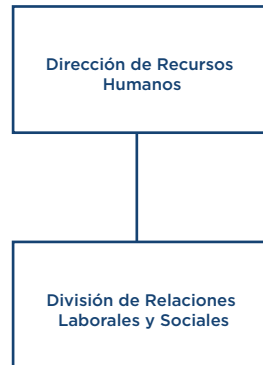 Dirección de Recursos
Humanos
División de Relaciones
Laborales y Sociales